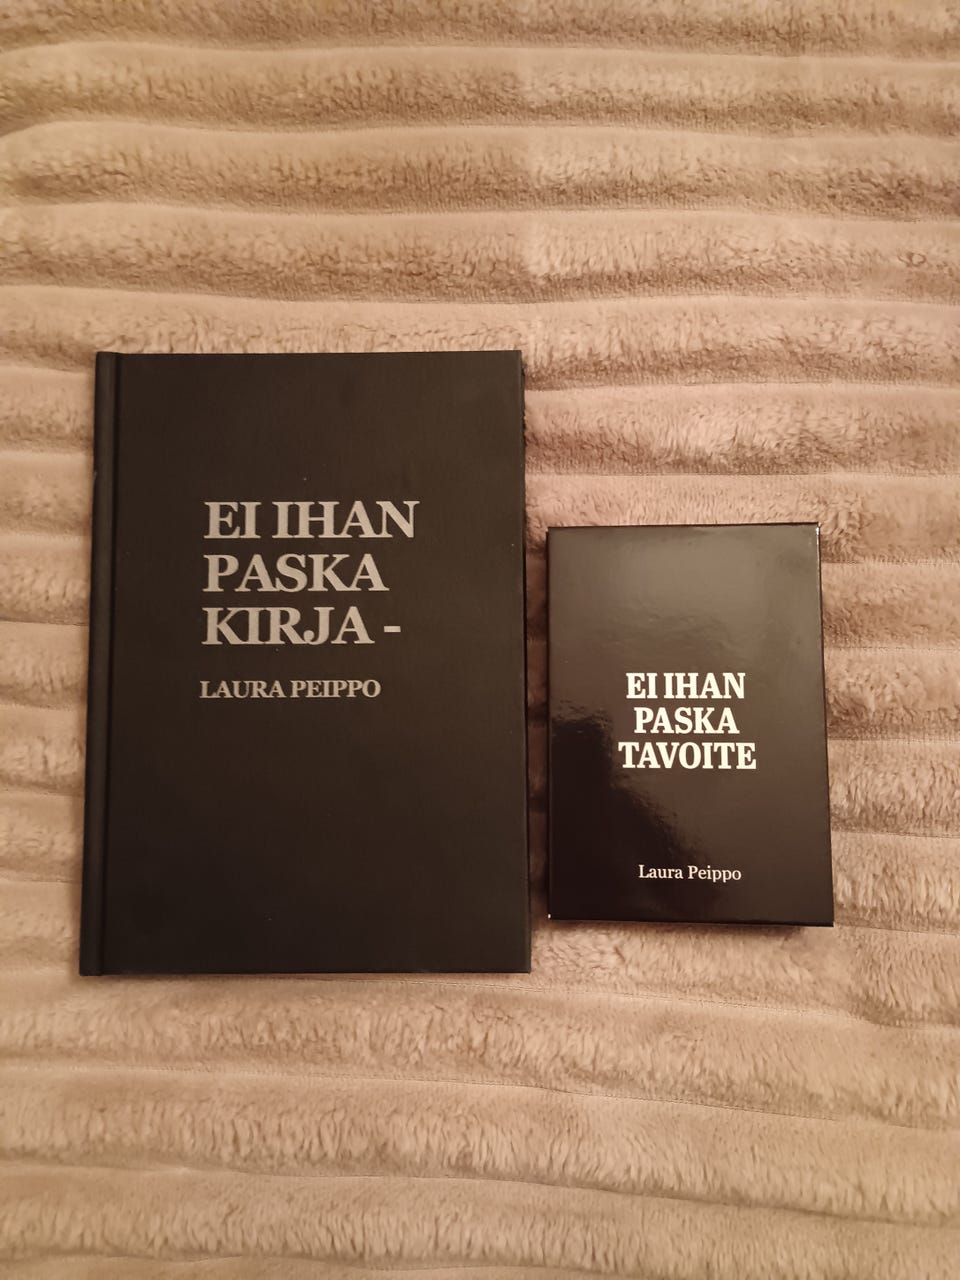 EI IHAN
PASKA
KIRJA -
LAURA PEIPPO
EI IHAN
PASKA
TAVOITE
Laura Peippo